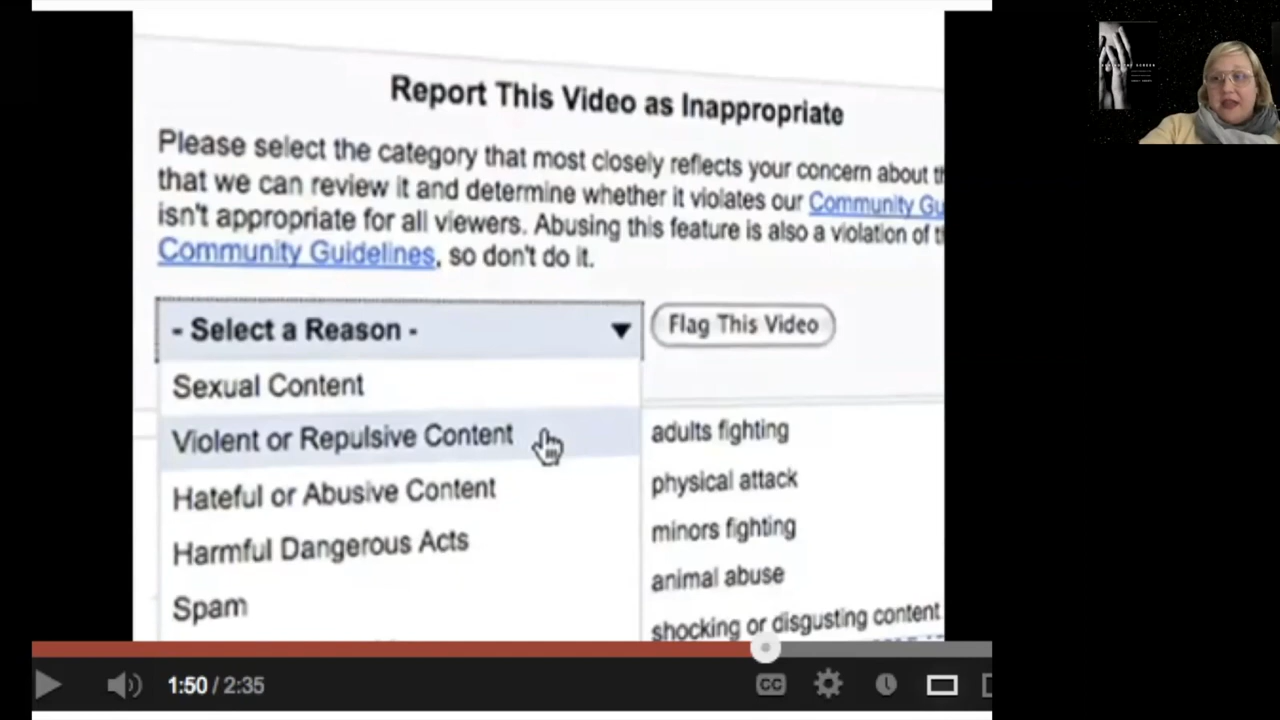 Report This Video as Inappropriate
Please select the category that most closely reflects your concern about
that we can review it and determine whether it violates our Community
isn't appropriate for all viewers. Abusing this feature is also a violation of
Community Guidelines, so don't do it.
- Select a Reason -
Flag This Video
Sexual Content
Violent or Repulsive Content
Hateful or Abusive Content
Harmful Dangerous Acts
Spam
adults fighting
physical attack
minors fighting
animal abuse
shocking or disgusting content
1:50 / 2:35
CC